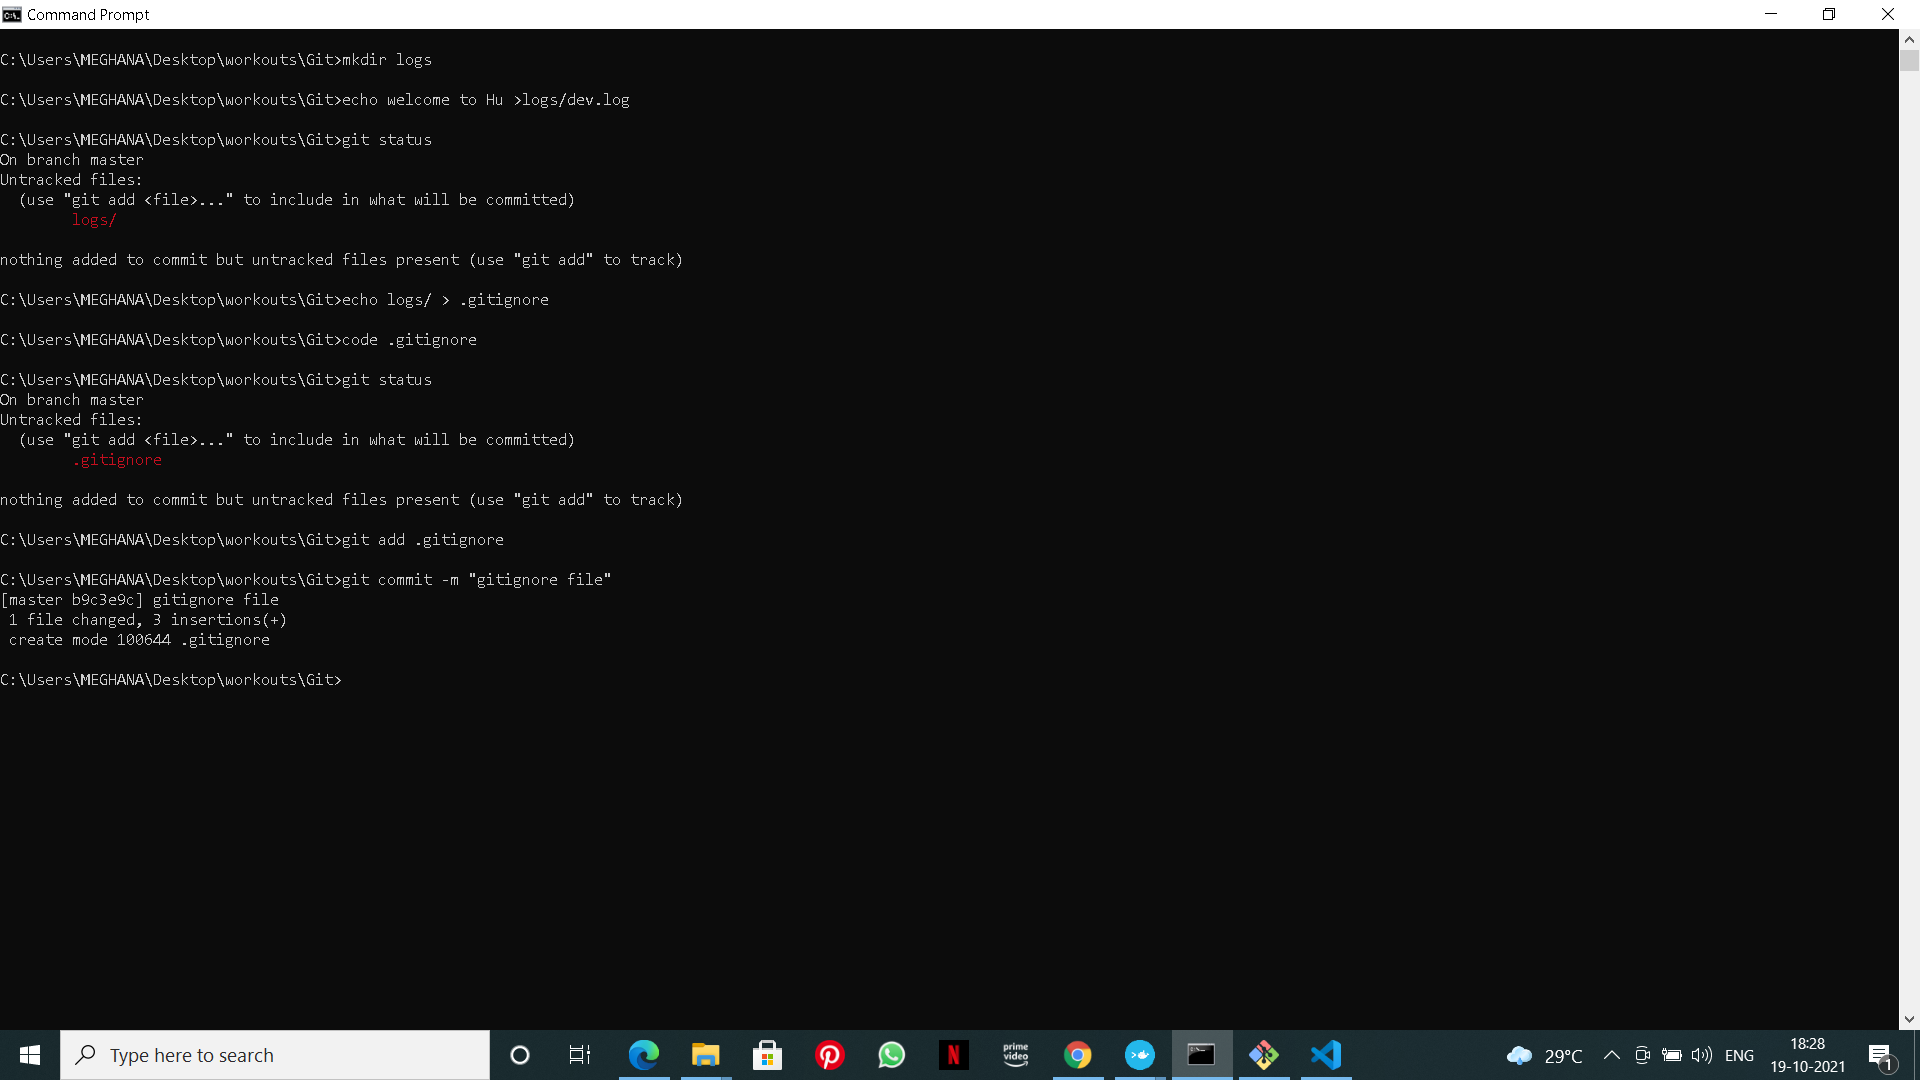 Command Prompt
C:\Users\MEGHANA\Desktop\workouts\Git>mkdir logs
C:\Users\MEGHANA\Desktop\workouts\Git>echo welcome to Hu >logs/dev.log
C:\Users\MEGHANA\Desktop\workouts\Git>git status
On branch master
Untracked files:
  (use "git add <file>..." to include in what will be committed)
        logs/
nothing added to commit but untracked files present (use "git add" to track)
C:\Users\MEGHANA\Desktop\workouts\Git>echo logs/ > .gitignore
C:\Users\MEGHANA\Desktop\workouts\Git>code .gitignore
C:\Users\MEGHANA\Desktop\workouts\Git>git status
On branch master
Untracked files:
  (use "git add <file>..." to include in what will be committed)
        .gitignore
nothing added to commit but untracked files present (use "git add" to track)
C:\Users\MEGHANA\Desktop\workouts\Git>git add .gitignore
C:\Users\MEGHANA\Desktop\workouts\Git>git commit -m "gitignore file"
[master b9c3e9c] gitignore file
 1 file changed, 3 insertions(+)
 create mode 100644 .gitignore
C:\Users\MEGHANA\Desktop\workouts\Git>
Type here to search
N
prime video
29°C
ENG
18:28
19-10-2021
1